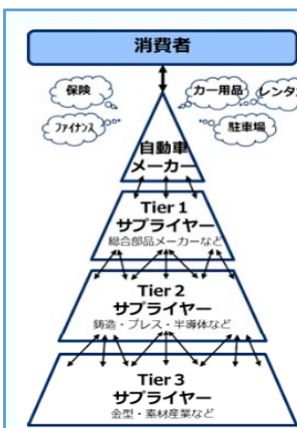 消費者
保険
カー用品
レンタ
ファイナンス
駐車場
自動車
メーカー
Tier 1
サプライヤー
総合部品メーカーなど
Tier 2
サプライヤー
鋳造・プレス・半導体など
Tier 3
サプライヤー
金型・素材産業など